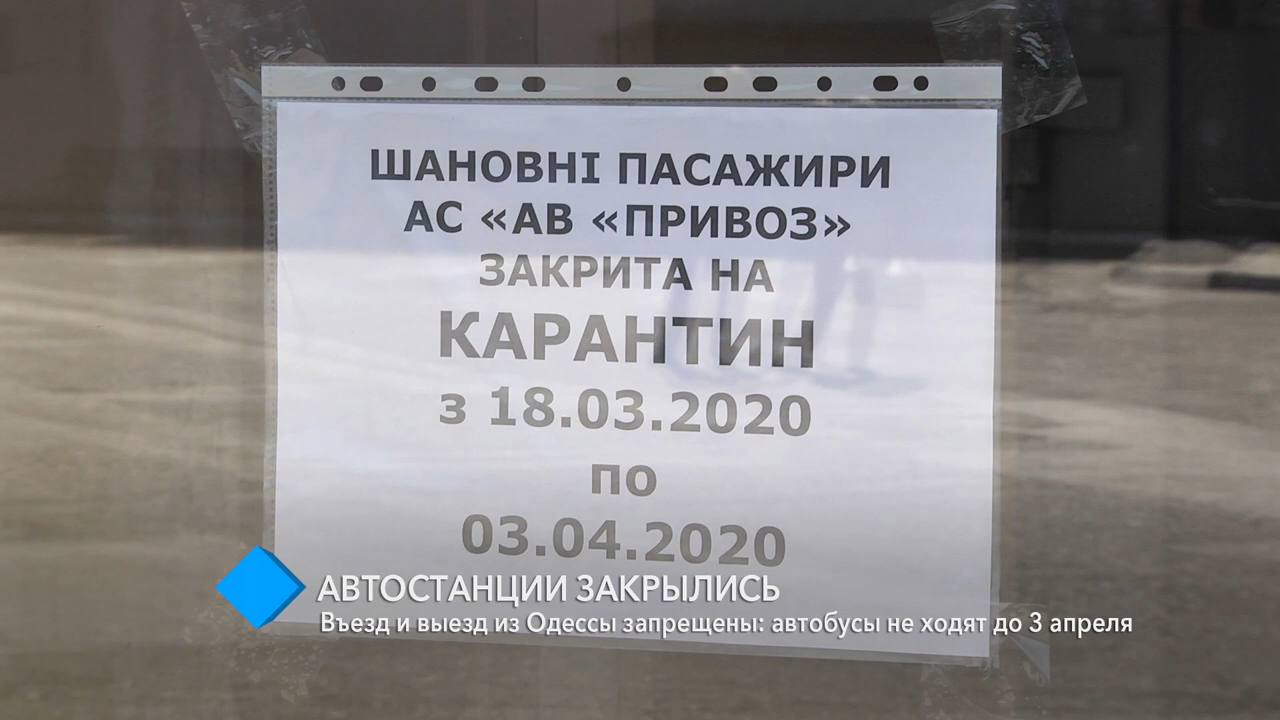 ШАНОВНІ ПАСАЖИРИ
АС «АВ «ПРИВОЗ»
ЗАКРИТА НА
КАРАНТИН
з 18.03.2020
по
03.04.2020
АВТОСТАНЦИИ ЗАКРЫЛИСЬ
Въезд и выезд из Одессы запрещены: автобусы не ходят до 3 апреля